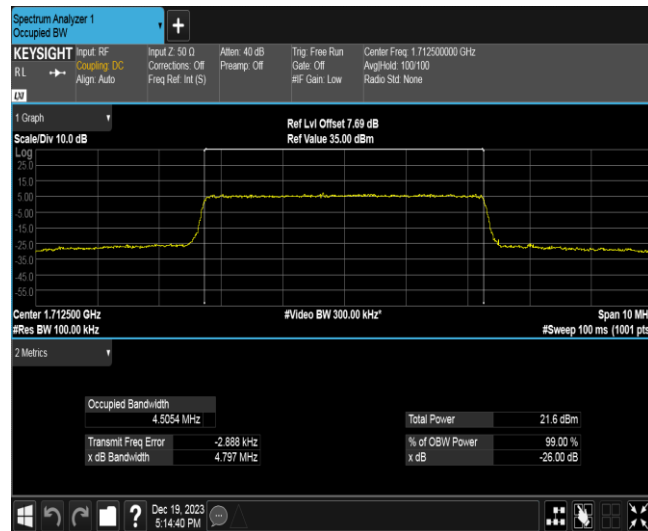 Spectrum Analyzer 1
Occupied BW
+
KEYSIGHT
RL
LXI
Input: RF
Coupling: DC
Align: Auto
Input Z: 50 Ω
Corrections: Off
Freq Ref: Int (S)
Atten: 40 dB
Preamp: Off
Trig: Free Run
Gate: Off
#IF Gain: Low
Center Freq: 1.712500000 GHz
Avg|Hold: 100/100
Radio Std: None
1 Graph
Scale/Div 10.0 dB
Ref Lvl Offset 7.69 dB
Ref Value 35.00 dBm
Log
25.0
15.0
5.00
-5.00
-15.0
-25.0
-35.0
-45.0
-55.0
Center 1.712500 GHz
#Res BW 100.00 kHz
#Video BW 300.00 kHz*
Span 10 MH
#Sweep 100 ms (1001 pts
2 Metrics
Occupied Bandwidth
4.5054 MHz
Transmit Freq Error -2.888 kHz
x dB Bandwidth 4.797 MHz
Total Power 21.6 dBm
% of OBW Power 99.00 %
x dB -26.00 dB
?
Dec 19, 2023
5:14:40 PM